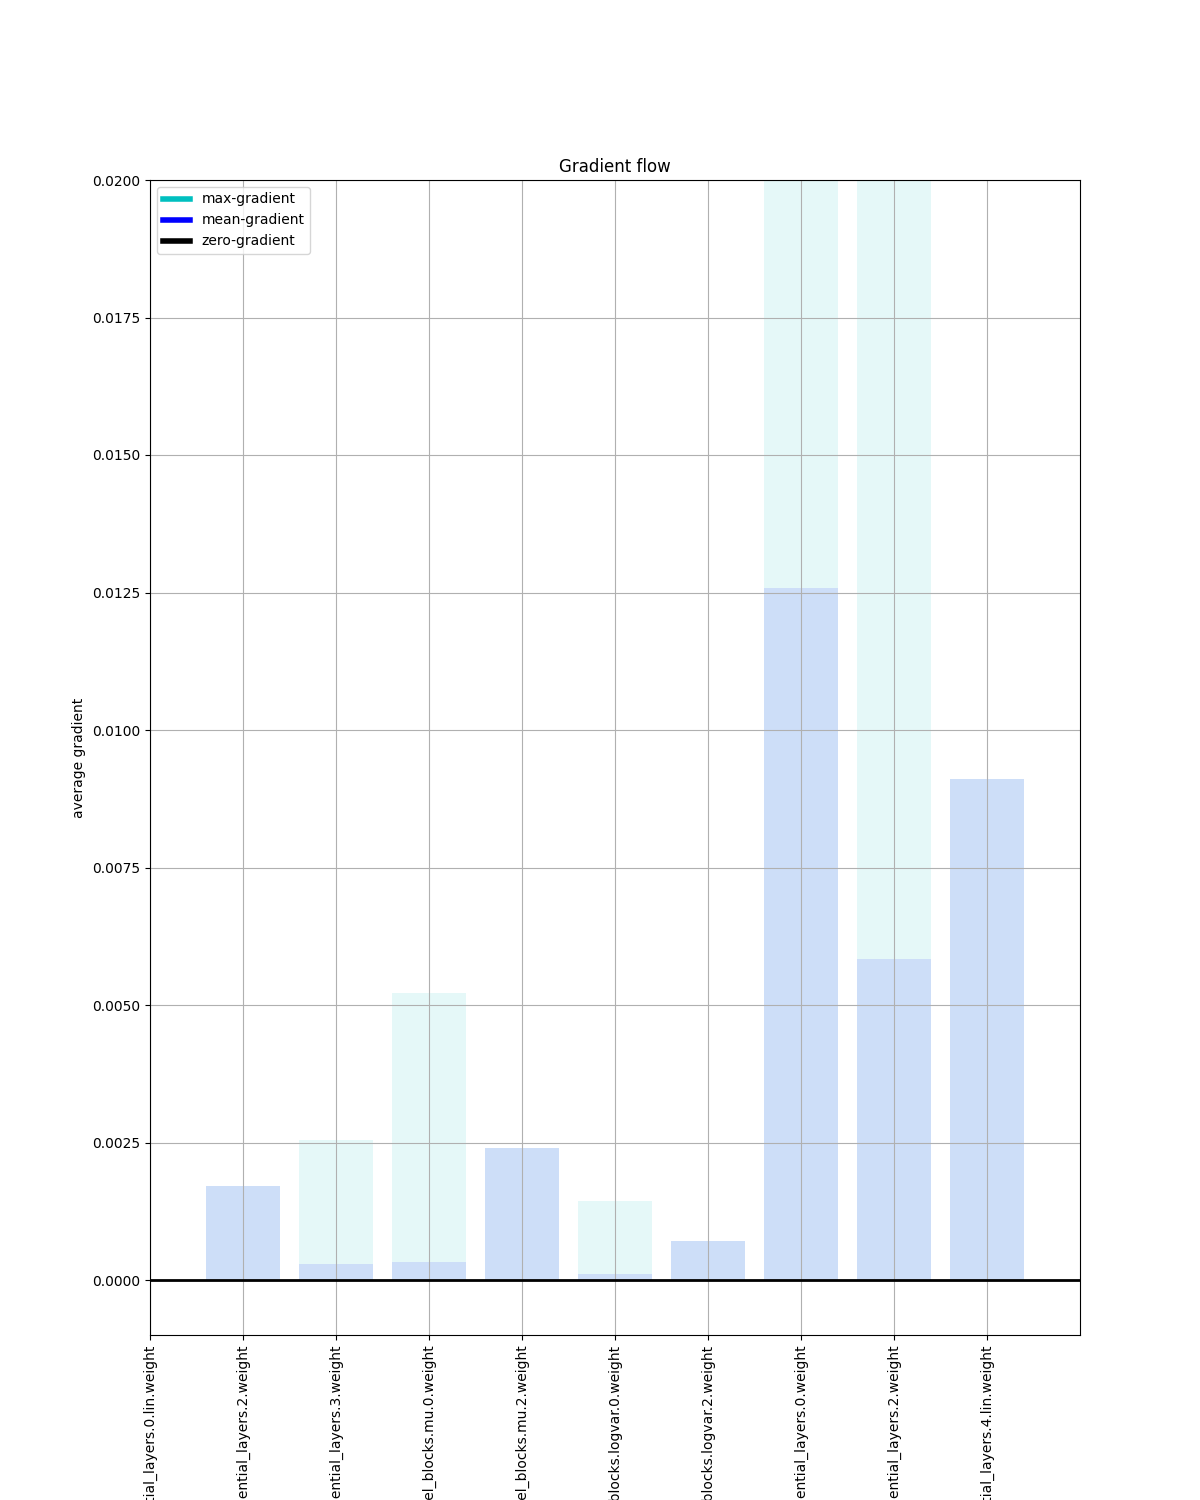 Gradient flow
max-gradient
mean-gradient
zero-gradient
0.0200
0.0175
0.0150
0.0125
0.0100
0.0075
0.0050
0.0025
0.0000
average gradient
tial_layers.0.lin.weight
ential_layers.2.weight
ential_layers.3.weight
el_blocks.mu.0.weight
el_blocks.mu.2.weight
blocks.logvar.0.weight
blocks.logvar.2.weight
ential_layers.0.weight
ential_layers.2.weight
tial_layers.4.lin.weight